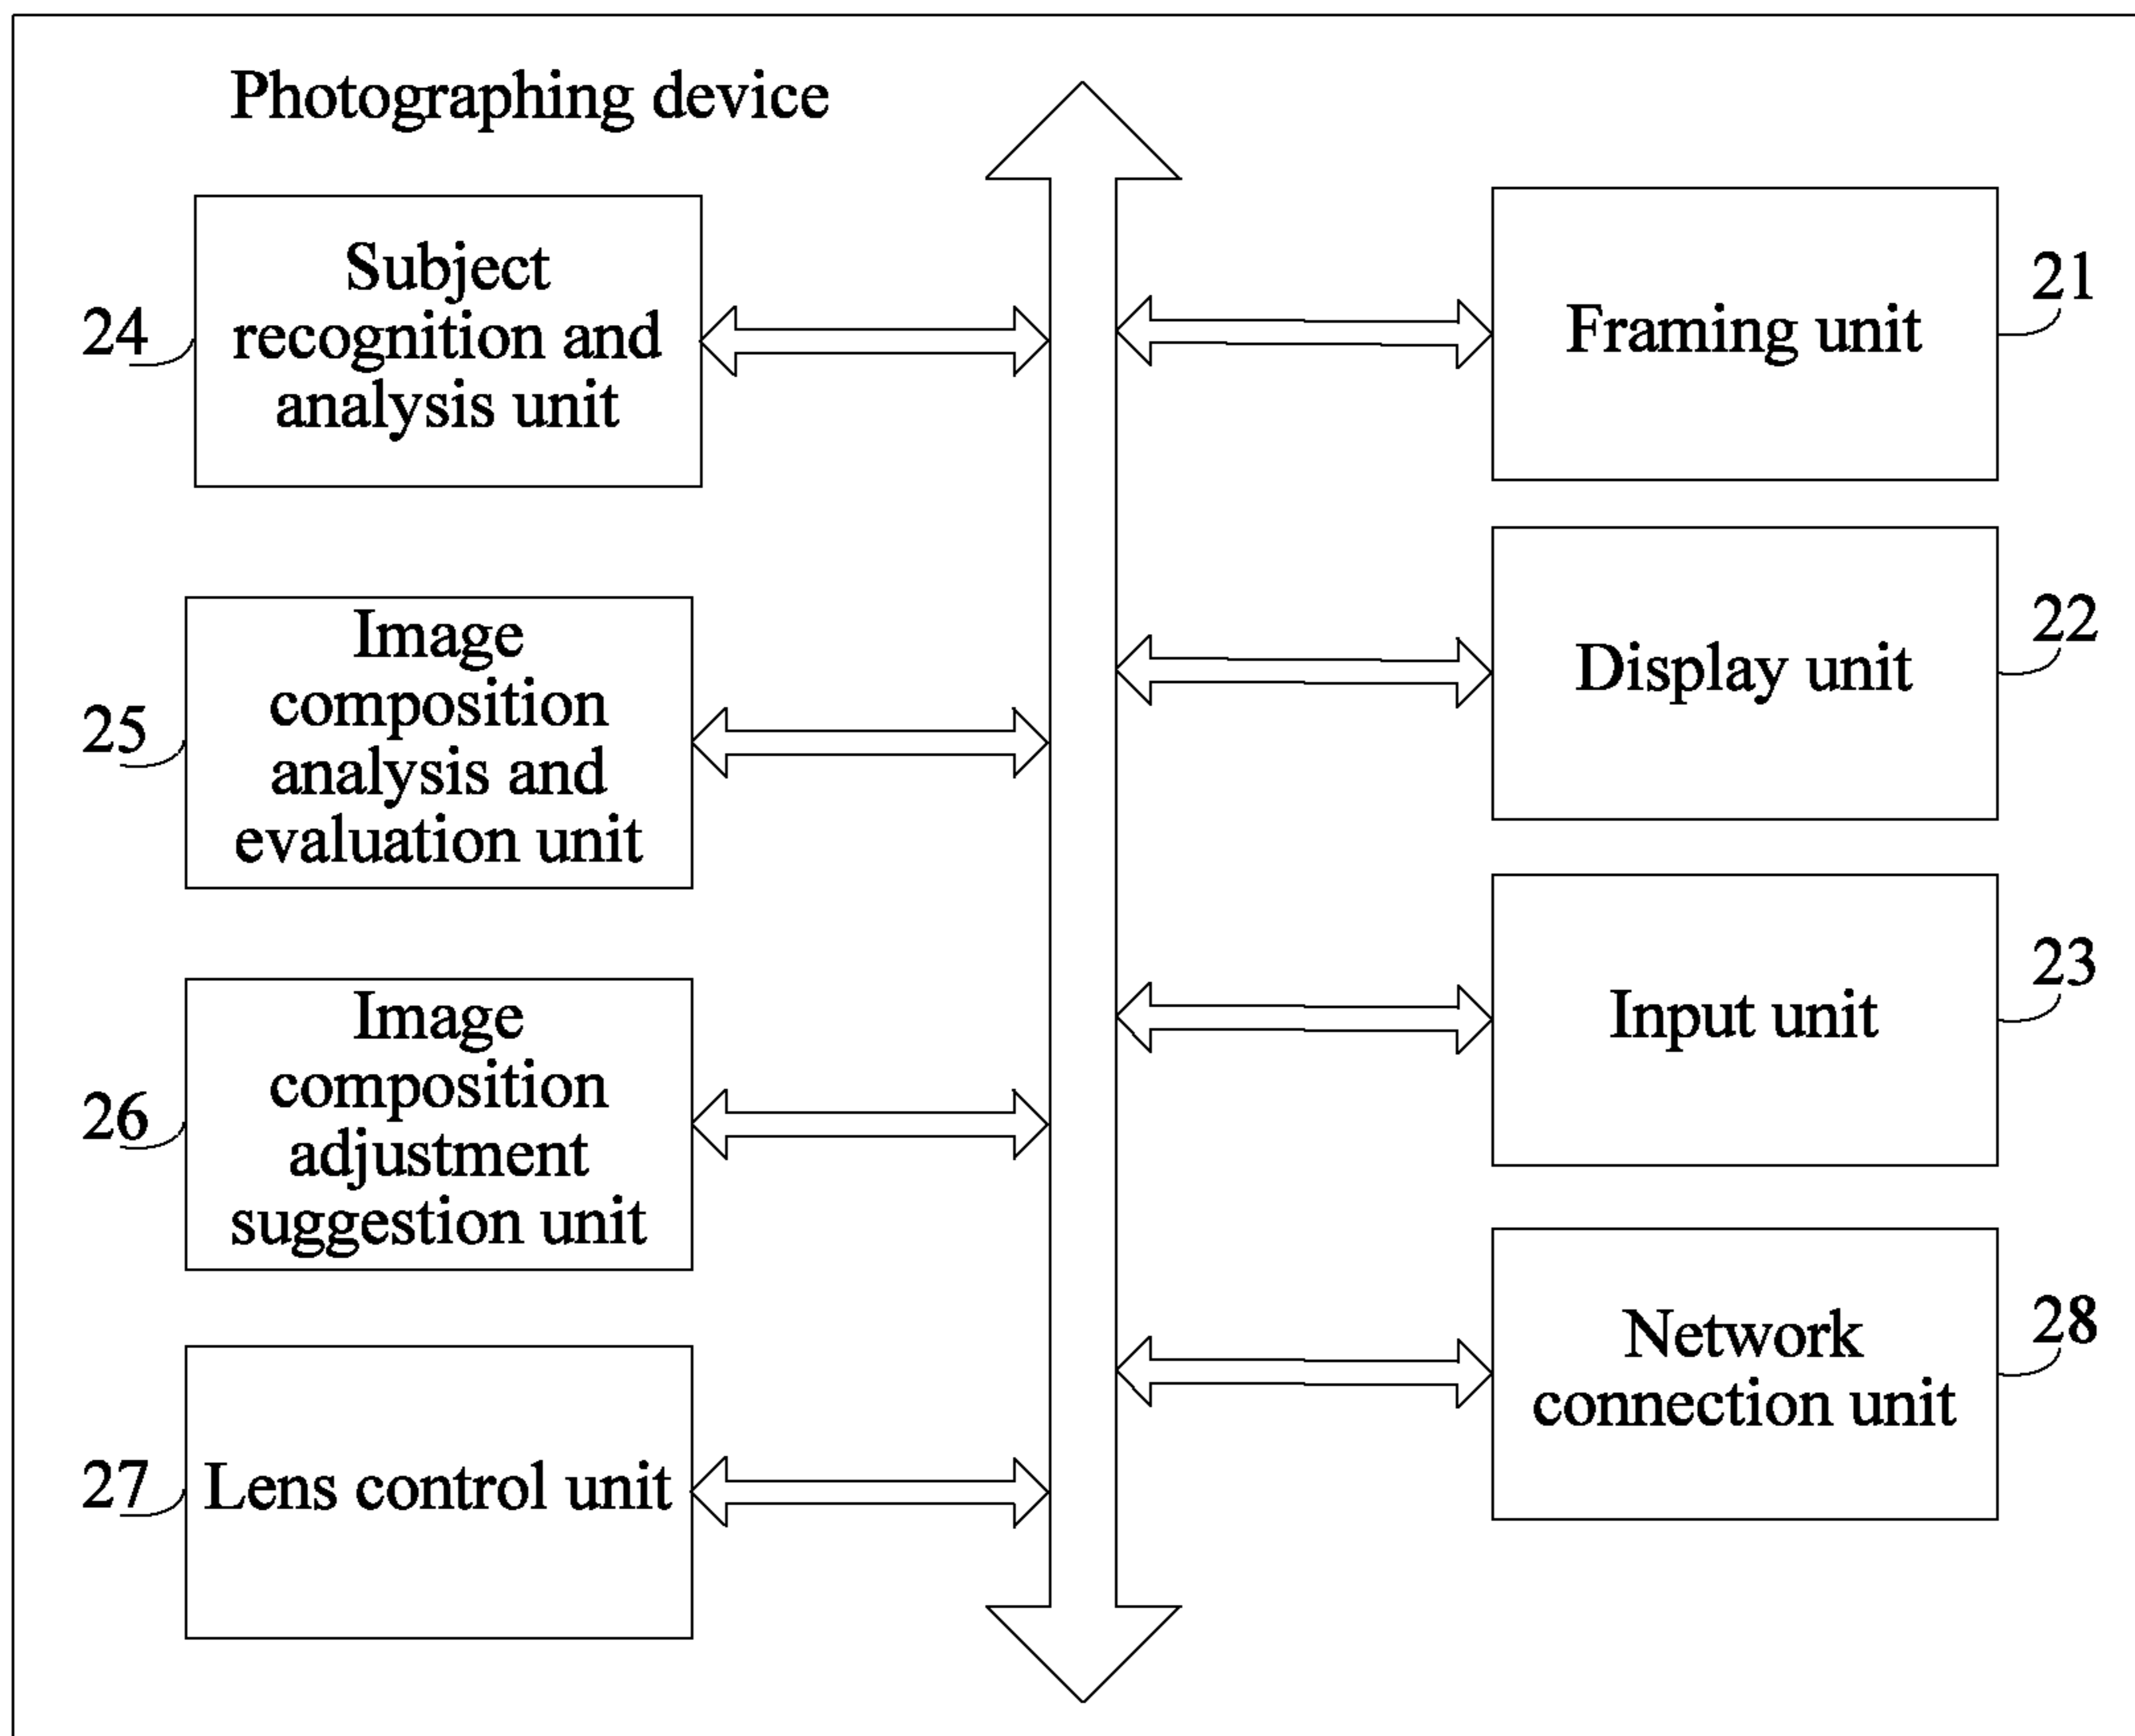 Photographing device
24
Subject
recognition and
analysis unit
25
Image
composition
analysis and
evaluation unit
26
Image
composition
adjustment
suggestion unit
27
Lens control unit
Framing unit
21
Display unit
22
Input unit
23
Network
connection unit
28